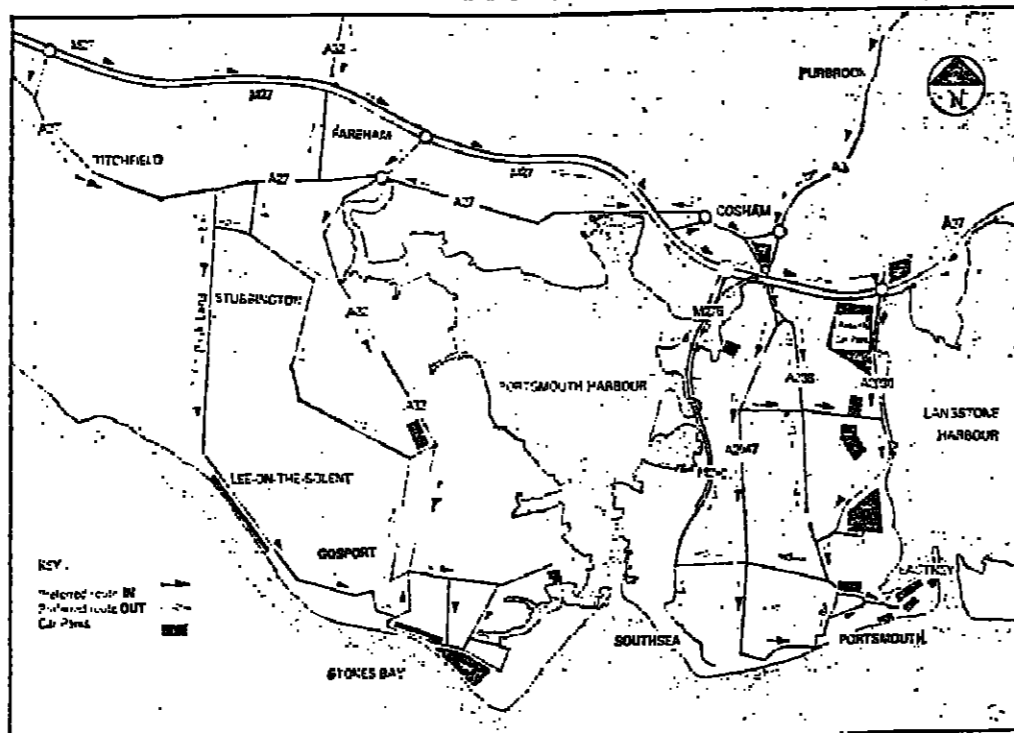 M27
A32
PURBROOK
N
M27
A27
FAREHAM
TITCHFIELD
M27
A27
A3
A27
COSHAM
A27
STUBBINGTON
A32
M275
PORTSMOUTH HARBOUR
A2030
A32
LANGSTONE
HARBOUR
A2047
LEE-ON-THE-SOLENT
GOSPORT
KEY
Preferred route IN
Preferred route OUT
Car Parks
EASTNEY
SOUTHSEA
PORTSMOUTH
STOKES BAY